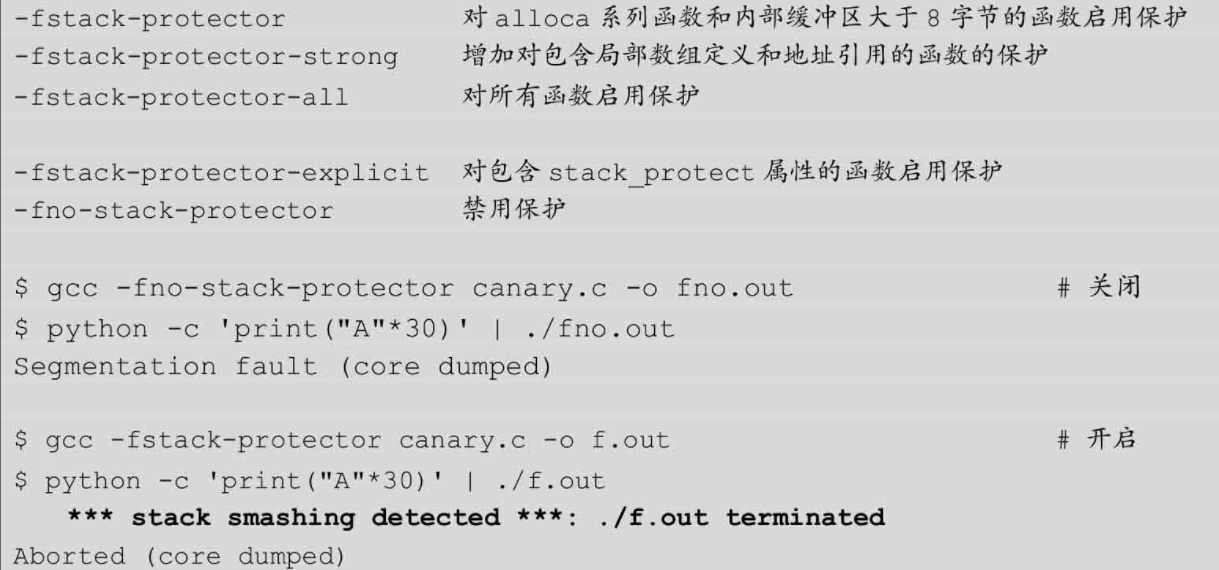 -fstack-protector 对 alloca 系列函数和内部缓冲区大于 8 字节的函数启用保护
-fstack-protector-strong 增加对包含局部数组定义和地址引用的函数的保护
-fstack-protector-all 对所有函数启用保护
-fstack-protector-explicit 对包含 stack_protect 属性的函数启用保护
-fno-stack-protector 禁用保护
$ gcc -fno-stack-protector canary.c -o fno.out # 关闭
$ python -c 'print("A"*30)' | ./fno.out
Segmentation fault (core dumped)
$ gcc -fstack-protector canary.c -o f.out # 开启
$ python -c 'print("A"*30)' | ./f.out
*** stack smashing detected ***: ./f.out terminated
Aborted (core dumped)